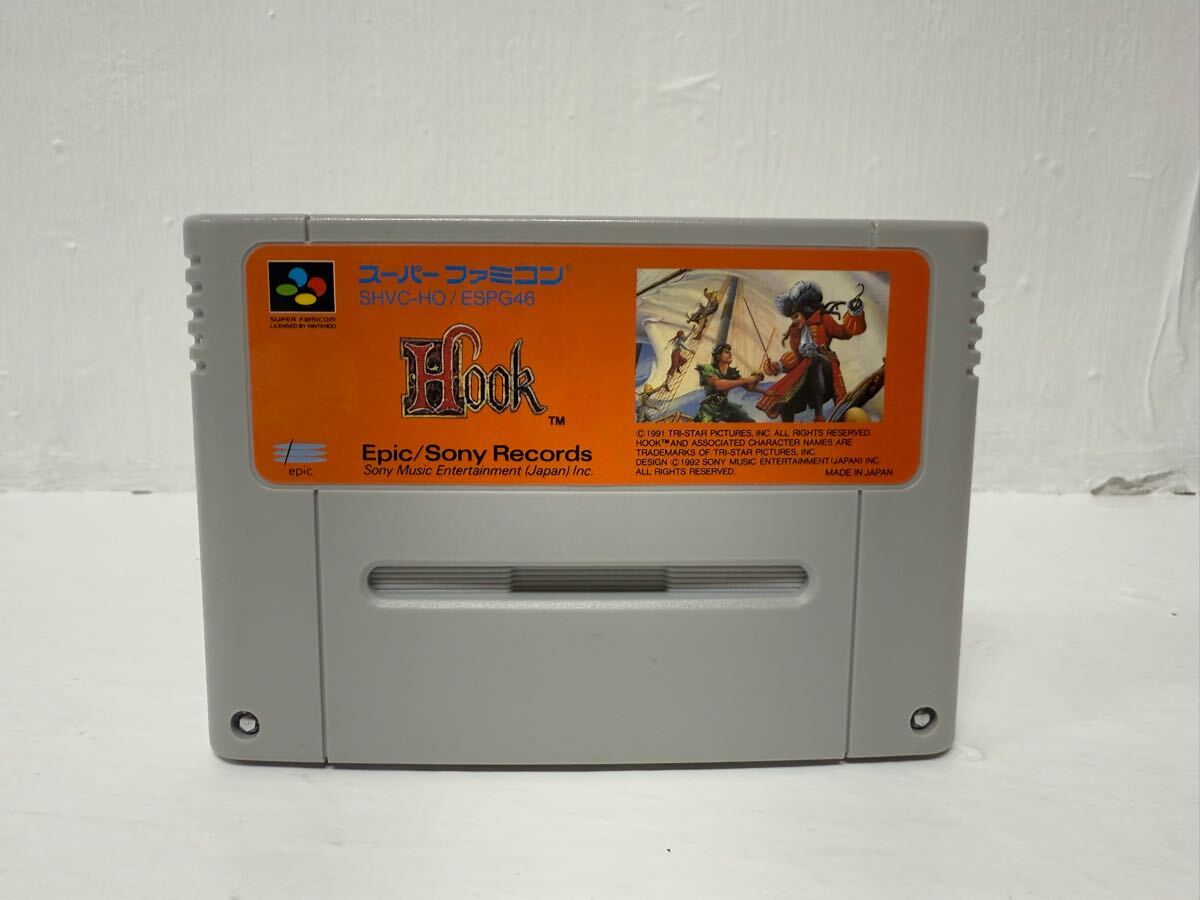 スーパーファミコン®
SHVC-HO/ESPG46
SUPER FAMICOM
LICENSED BY NINTENDO
Hook
TM
epic
Epic/Sony Records
Sony Music Entertainment (Japan) Inc.
© 1991 TRI-STAR PICTURES, INC. ALL RIGHTS RESERVED.
HOOK™ AND ASSOCIATED CHARACTER NAMES ARE
TRADEMARKS OF TRI-STAR PICTURES, INC.
DESIGN © 1992 SONY MUSIC ENTERTAINMENT (JAPAN) INC.
ALL RIGHTS RESERVED.
MADE IN JAPAN